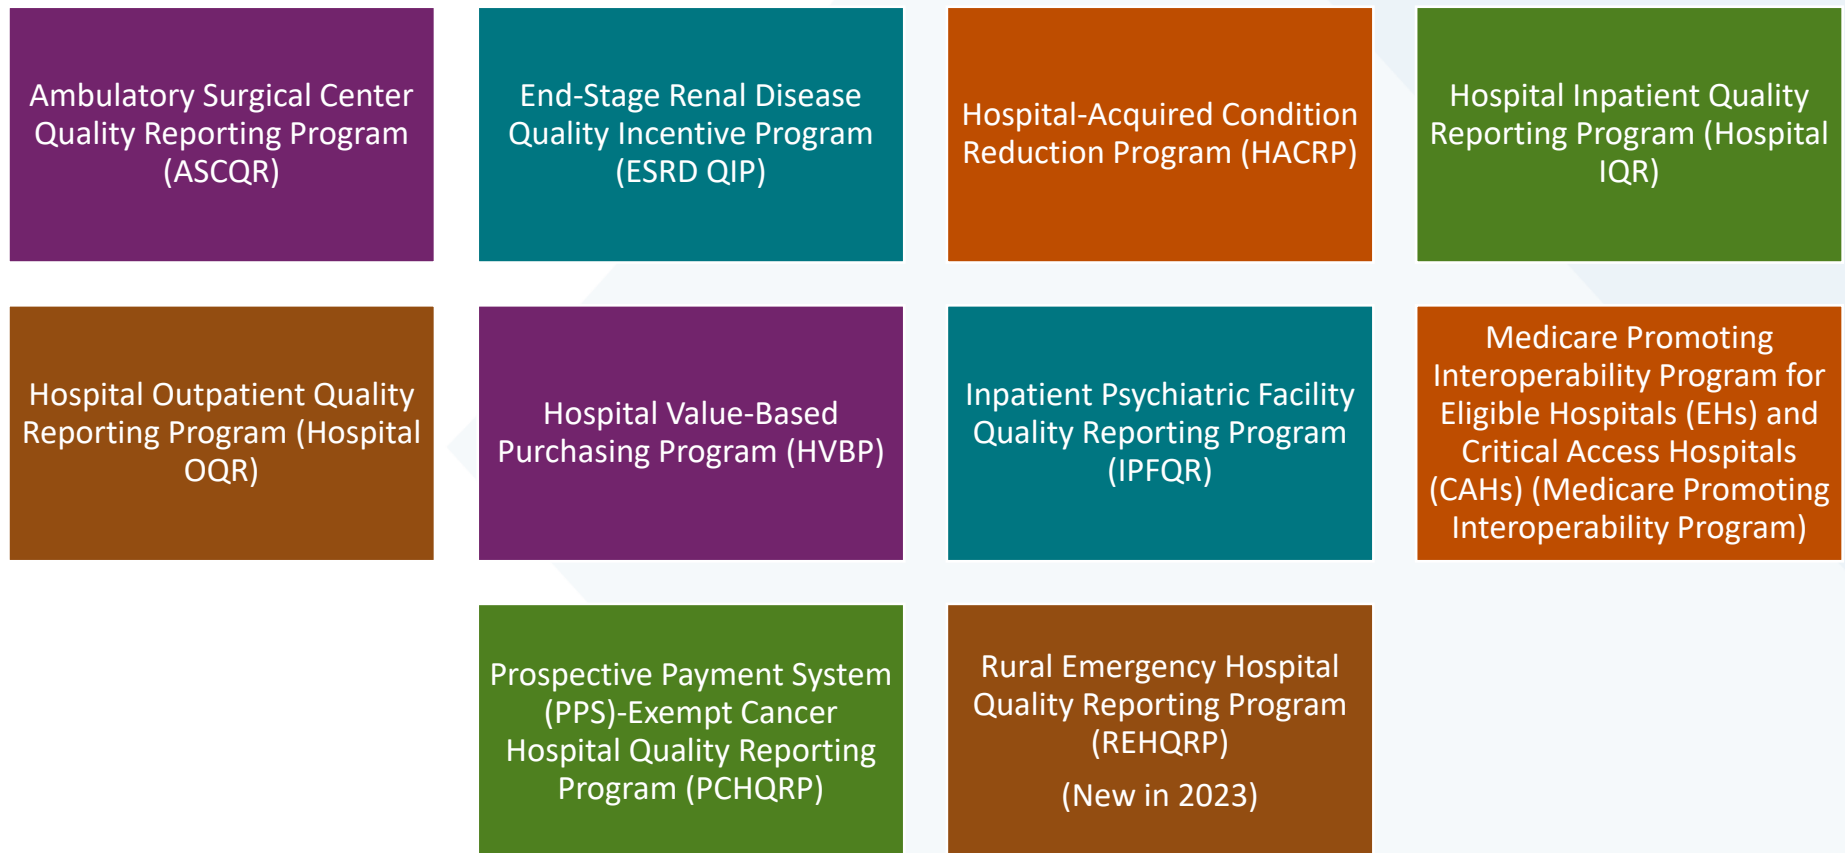 Ambulatory Surgical Center
Quality Reporting Program
(ASCQR)
End-Stage Renal Disease
Quality Incentive Program
(ESRD QIP)
Hospital-Acquired Condition
Reduction Program (HACRP)
Hospital Inpatient Quality
Reporting Program (Hospital
IQR)
Hospital Outpatient Quality
Reporting Program (Hospital
OQR)
Hospital Value-Based
Purchasing Program (HVBP)
Inpatient Psychiatric Facility
Quality Reporting Program
(IPFQR)
Medicare Promoting
Interoperability Program for
Eligible Hospitals (EHs) and
Critical Access Hospitals
(CAHs) (Medicare Promoting
Interoperability Program)
Prospective Payment System
(PPS)-Exempt Cancer
Hospital Quality Reporting
Program (PCHQRP)
Rural Emergency Hospital
Quality Reporting Program
(REHQRP)
(New in 2023)